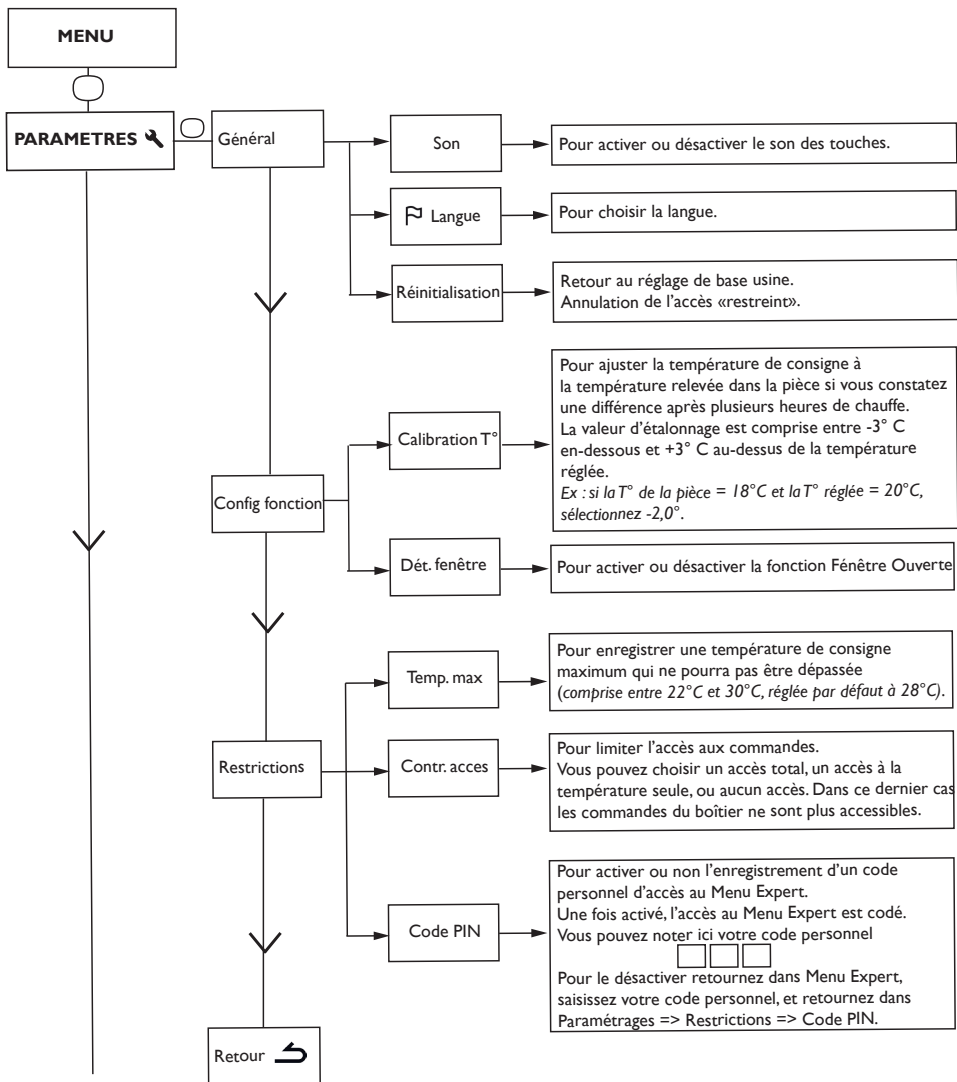 MENU
PARAMETRES
Général
Son
Pour activer ou désactiver le son des touches.
Langue
Pour choisir la langue.
Réinitialisation
Retour au réglage de base usine.
Annulation de l'accès «restreint».
Config fonction
Calibration T°
Pour ajuster la température de consigne à
la température relevée dans la pièce si vous constatez
une différence après plusieurs heures de chauffe.
La valeur d'étalonnage est comprise entre -3° C
en-dessous et +3° C au-dessus de la température
réglée.
Ex : si la T° de la pièce = 18°C et la T° réglée = 20°C,
sélectionnez -2,0°.
Dét. fenêtre
Pour activer ou désactiver la fonction Fénêtre Ouverte
Restrictions
Temp. max
Pour enregistrer une température de consigne
maximum qui ne pourra pas être dépassée
(comprise entre 22°C et 30°C, réglée par défaut à 28°C).
Contr. acces
Pour limiter l'accès aux commandes.
Vous pouvez choisir un accès total, un accès à la
température seule, ou aucun accès. Dans ce dernier cas
les commandes du boîtier ne sont plus accessibles.
Code PIN
Pour activer ou non l'enregistrement d'un code
personnel d'accès au Menu Expert.
Une fois activé, l'accès au Menu Expert est codé.
Vous pouvez noter ici votre code personnel
Pour le désactiver retournez dans Menu Expert,
saisissez votre code personnel, et retournez dans
Paramétrages => Restrictions => Code PIN.
Retour